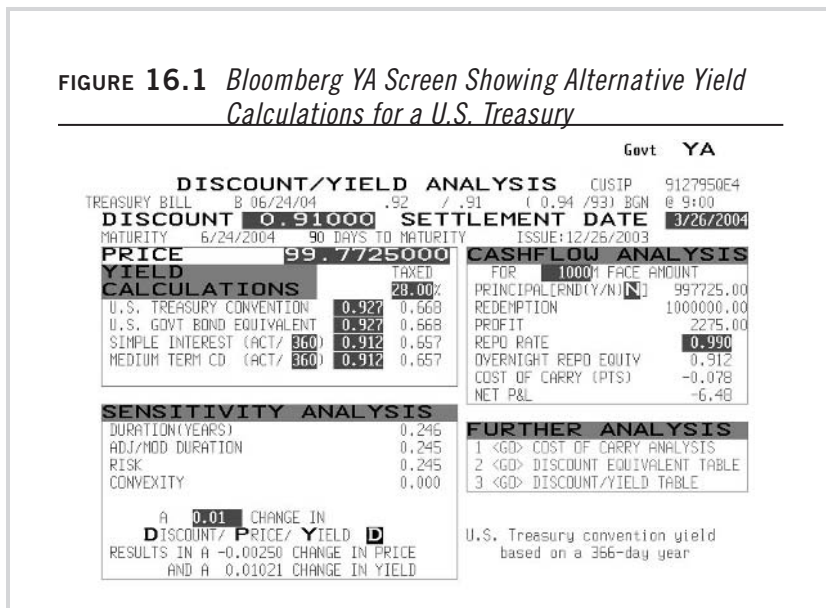 FIGURE 16.1 Bloomberg YA Screen Showing Alternative Yield
Calculations for a U.S. Treasury
Govt YA
DISCOUNT/YIELD ANALYSIS CUSIP 912795QE4
TREASURY BILL B 06/24/04 .92 / .91 ( 0.94 /93) BGN @ 9:00
DISCOUNT 0.91000 SETTLEMENT DATE 3/26/2004
MATURITY 6/24/2004 90 DAYS TO MATURITY ISSUE:12/26/2003
PRICE 99.7725000
YIELD TAXED
CALCULATIONS 28.00%
U.S. TREASURY CONVENTION 0.927 0.668
U.S. GOVT BOND EQUIVALENT 0.927 0.668
SIMPLE INTEREST (ACT/ 360) 0.912 0.657
MEDIUM TERM CD (ACT/ 360) 0.912 0.657
CASHFLOW ANALYSIS
FOR 1000M FACE AMOUNT
PRINCIPAL[RND(Y/N)N] 997725.00
REDEMPTION 1000000.00
PROFIT 2275.00
REPO RATE 0.990
OVERNIGHT REPO EQUIV 0.912
COST OF CARRY (PTS) -0.078
NET P&L -6.48
SENSITIVITY ANALYSIS
DURATION(YEARS) 0.246
ADJ/MOD DURATION 0.245
RISK 0.245
CONVEXITY 0.000
A 0.01 CHANGE IN
DISCOUNT/ PRICE/ YIELD D
RESULTS IN A -0.00250 CHANGE IN PRICE
AND A 0.01021 CHANGE IN YIELD
FURTHER ANALYSIS
1 <GO> COST OF CARRY ANALYSIS
2 <GO> DISCOUNT EQUIVALENT TABLE
3 <GO> DISCOUNT/YIELD TABLE
U.S. Treasury convention yield
based on a 366-day year